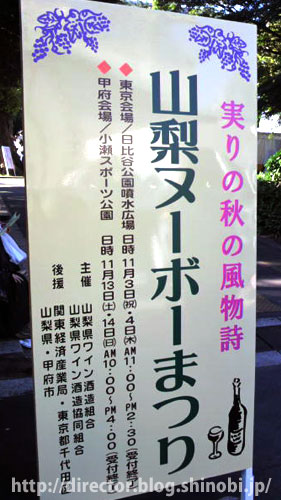 実りの秋の風物詩
山梨ヌーボーまつり
◆東京会場/日比谷公園噴水広場 日時 11月3日(祝)・4日(木)AM11:00〜PM2:30(受付終
◆甲府会場/小瀬スポーツ公園 日時 11月13日(土)・14日(日)AM10:00〜PM4:00(受付終
主催 山梨県ワイン酒造組合
山梨県ワイン酒造協同組合
後援 関東経済産業局・東京都千代田区
山梨県・甲府市
http://director.blog.shinobi.jp/